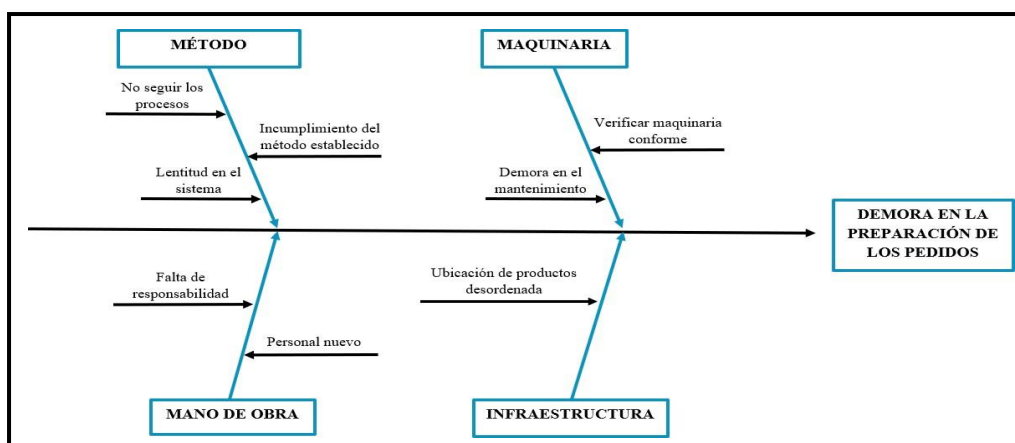 MÉTODO
MAQUINARIA
No seguir los
procesos
Incumplimiento del
método establecido
Lentitud en el
sistema
Verificar maquinaria
conforme
Demora en el
mantenimiento
DEMORA EN LA
PREPARACIÓN DE
LOS PEDIDOS
Falta de
responsabilidad
Personal nuevo
Ubicación de productos
desordenada
MANO DE OBRA
INFRAESTRUCTURA